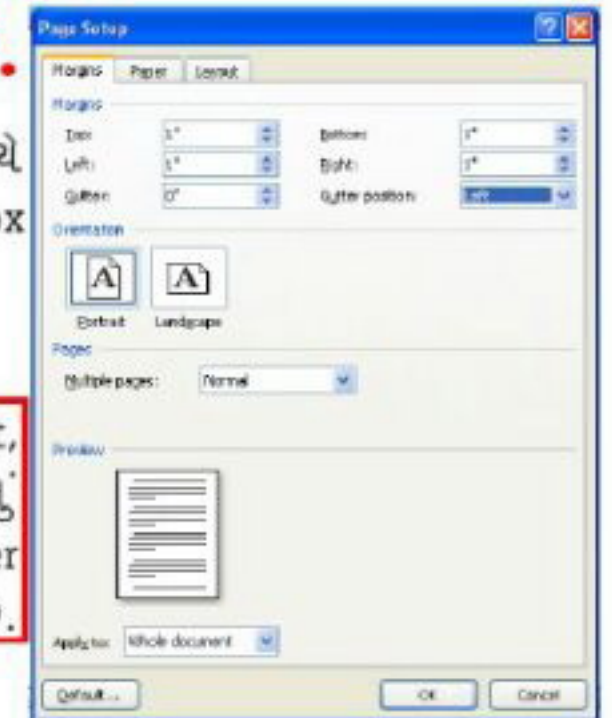 Page Setup
Margins Paper Layout
Margins
Top: 1" Bottom: 1"
Left: 1" Right: 1"
Gutter: 0" Gutter position: Left
Orientation
Portrait Landscape
Pages
Multiple pages: Normal
Preview
Apply to: Whole document
Default... OK Cancel